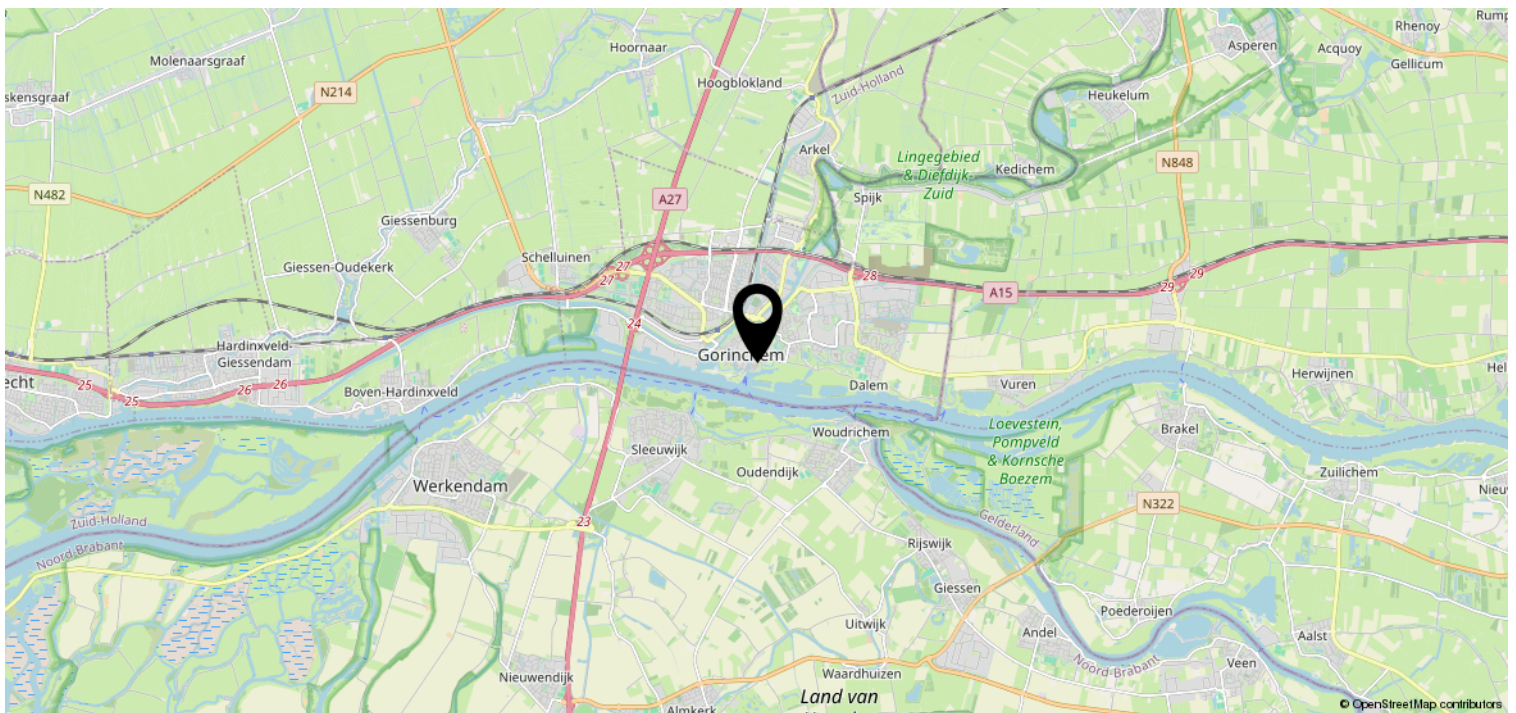 Rhenoy
Hoornaar
Asperen
Acquoy
Molenaarsgraaf
Gellicum
Hoogblokland
Zuid-Holland
N214
skensgraaf
Heukelum
Arkel
Lingegebied
& Diefdijk-
Zuid
Kedichem
N848
N482
A27
Spijk
Giessenburg
Schelluinen
Giessen-Oudekerk
27
27
28
29
29
A15
24
Hardinxveld-
Giessendam
Gorinchem
25
25
26
26
echt
Boven-Hardinxveld
Dalem
Vuren
Herwijnen
Hel
Woudrichem
Loevestein,
Pompveld
& Kornsche
Boezem
Brakel
Sleeuwijk
Oudendijk
Zuilichem
Werkendam
Nieuw
N322
Zuid-Holland
Noord-Brabant
23
Gelderland
Rijswijk
Giessen
Poederoijen
Uitwijk
Andel
Aalst
Noord-Brabant
Veen
Nieuwendijk
Waardhuizen
Land van
Almkerk
© OpenStreetMap contributors